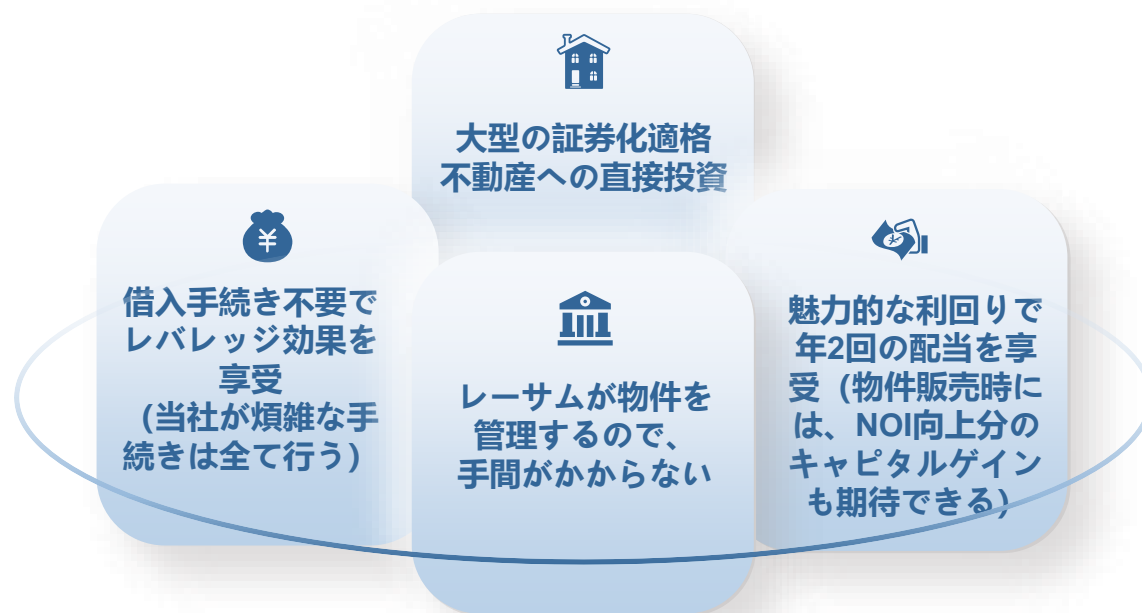 大型の証券化適格
不動産への直接投資
借入手続き不要で
レバレッジ効果を
享受
（当社が煩雑な手
続きは全て行う）
レーサムが物件を
管理するので、
手間がかからない
魅力的な利回りで
年2回の配当を享
受（物件販売時に
は、NOI向上分の
キャピタルゲイン
も期待できる）